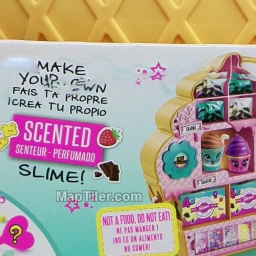 MAKE
YOUR OWN
FAIS TA PROPRE
¡CREA TU PROPIO
SCENTED
SENTEUR - PERFUMADO
SLIME!
MapTiler.com
NOT A FOOD, DO NOT EAT!
NE PAS MANGER !
¡NO ES UN ALIMENTO
NO COMER!